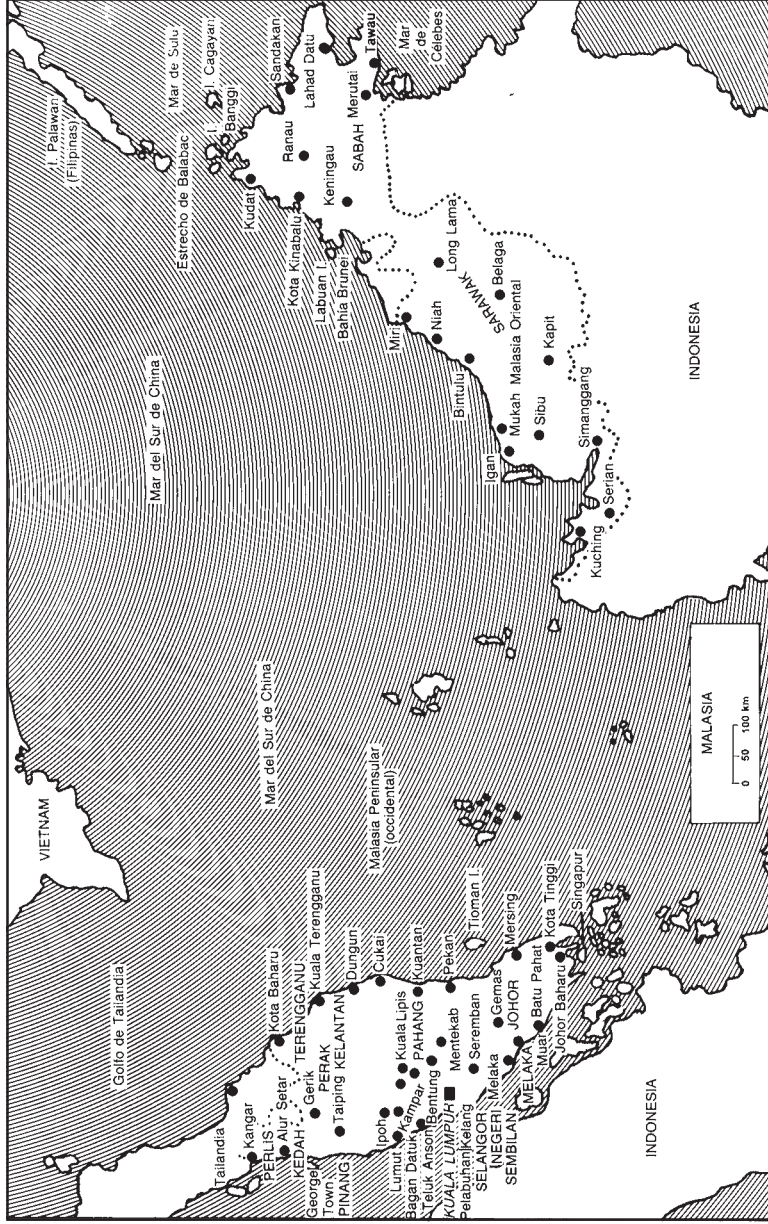 I. Palawan
(Filipinas)
Mar de Sulu
I. Cagayan
Estrecho de Balabac
I.
Banggi
Sandakan
Lahad Datu
Tawau
Mar
de
Celebes
Kudat
Ranau
Merutai
SABAH
Kota Kinabalu
Keningau
Labuan I.
Bahia Brunei
Miri
Long Lama
Niah
SARAWAK
Belaga
Bintulu
Mukah
Malasia Oriental
Kapit
Igan
Sibu
Simanggang
Serian
Kuching
INDONESIA
Mar del Sur de China
Mar del Sur de China
VIETNAM
Golfo de Tailandia
Malaasia Peninsular
(occidental)
Tailandia
Kangar
PERLIS
Alur Setar
KEDAH
George
Town
PINANG
Kota Baharu
TERENGGANU
Kuala Terengganu
Gerik
PERAK
Taiping
KELANTAN
Dungun
Cukai
Ipoh
Lumut
Kuala Lipis
Kampar
Bagan Datuk
PAHANG
Kuantan
Teluk Ansom
Bentung
Mentekab
Pekan
KUALA LUMPUR
Pelabuhan Kelang
Seremban
Tioman I.
SELANGOR
NEGERI
SEMBILAN
Melaka
Gemas
MELAKA
JOHOR
Mersing
Muar
Batu Pahat
Kota Tinggi
Johor Baharu
Singapur
INDONESIA
MALASIA
0 50 100 km